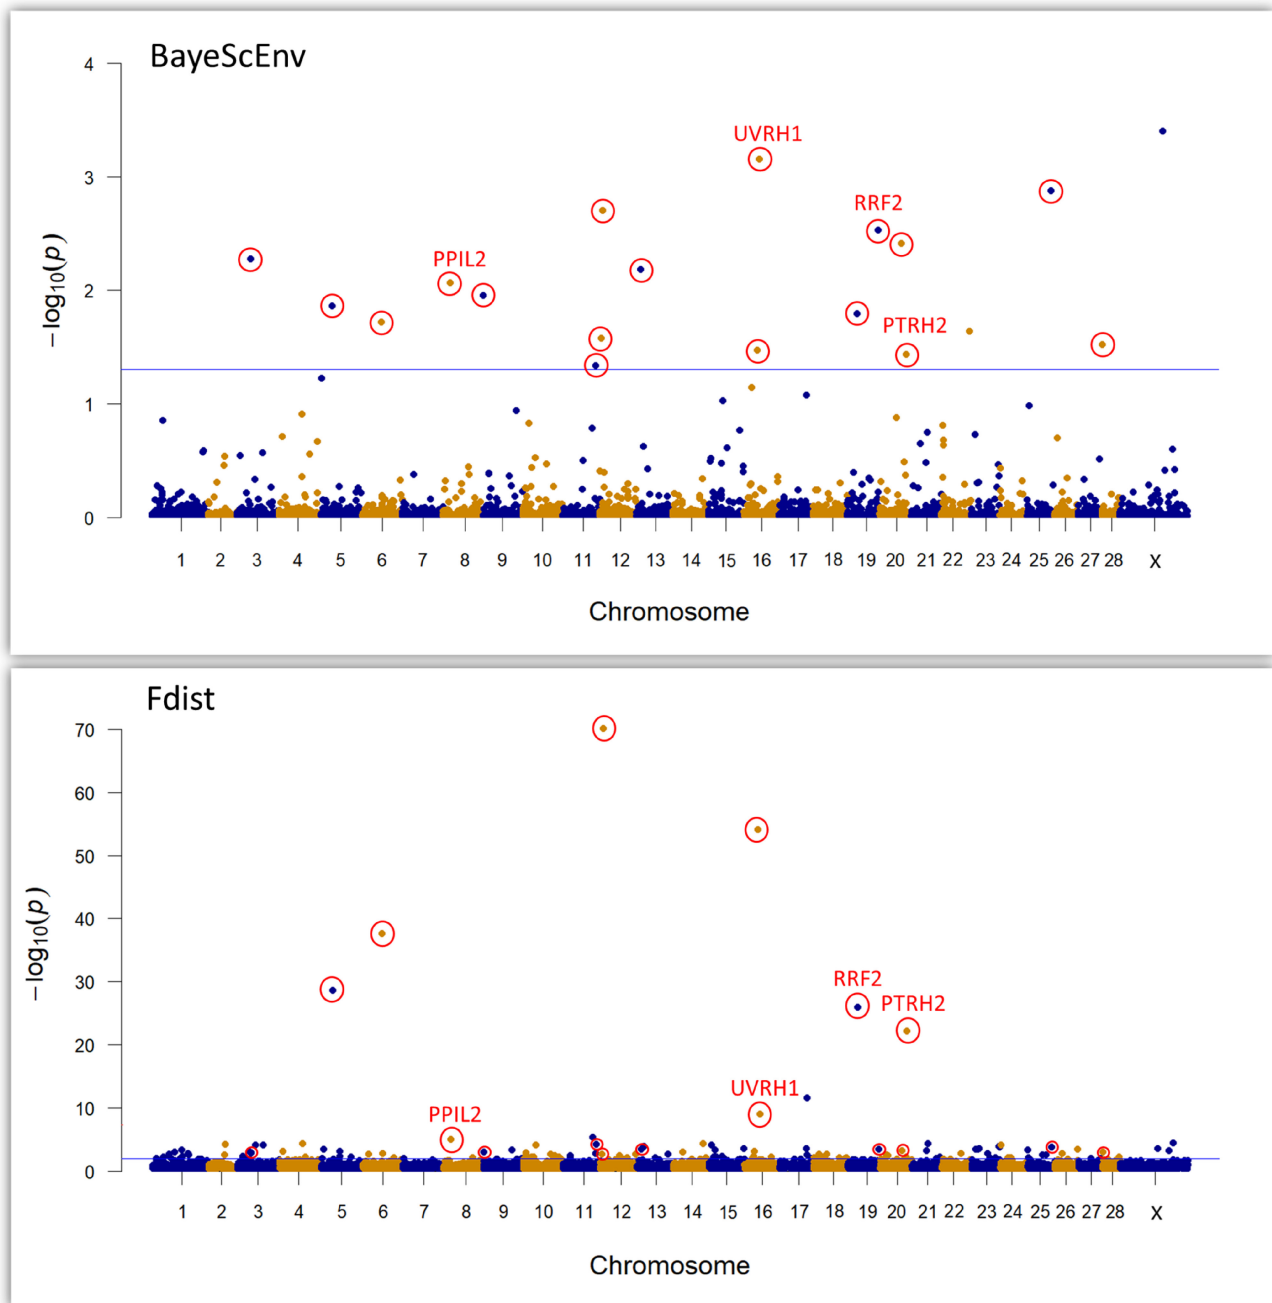 BayeScEnv
4
3
2
1
0
−log10(p)
UVRH1
RRF2
PPIL2
PTRH2
1 2 3 4 5 6 7 8 9 10 11 12 13 14 15 16 17 18 19 20 21 22 23 24 25 26 27 28 X
Chromosome
Fdist
70
60
50
40
30
20
10
0
−log10(p)
RRF2
PTRH2
UVRH1
PPIL2
1 2 3 4 5 6 7 8 9 10 11 12 13 14 15 16 17 18 19 20 21 22 23 24 25 26 27 28 X
Chromosome